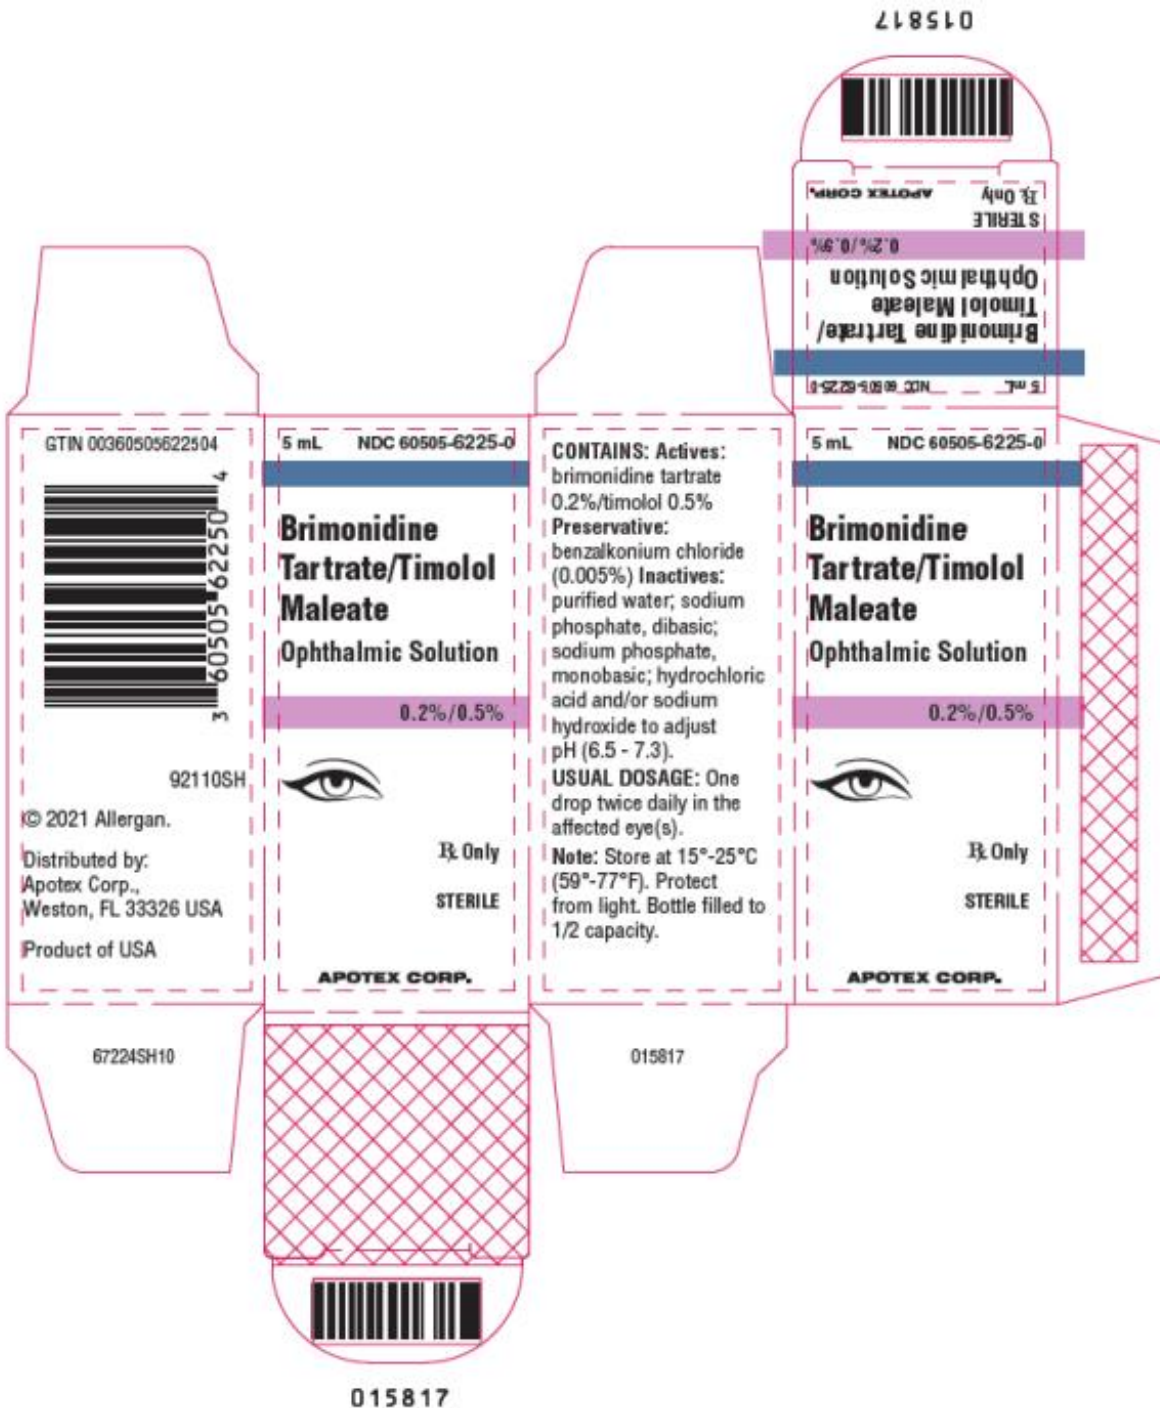 015817
APOTEX CORP. ℞ Only
STERILE
0.2%/0.5%
Brimonidine Tartrate/
Timolol Maleate
Ophthalmic Solution
5 mL NDC 60505-6225-0
GTIN 00360505622504
3 60505 62250 4
92110SH
© 2021 Allergan.
Distributed by:
Apotex Corp.,
Weston, FL 33326 USA
Product of USA
67224SH10
5 mL NDC 60505-6225-0
Brimonidine
Tartrate/Timolol
Maleate
Ophthalmic Solution
0.2%/0.5%
℞ Only
STERILE
APOTEX CORP.
CONTAINS: Actives:
brimonidine tartrate
0.2%/timolol 0.5%
Preservative:
benzalkonium chloride
(0.005%) Inactives:
purified water; sodium
phosphate, dibasic;
sodium phosphate,
monobasic; hydrochloric
acid and/or sodium
hydroxide to adjust
pH (6.5 - 7.3).
USUAL DOSAGE: One
drop twice daily in the
affected eye(s).
Note: Store at 15°-25°C
(59°-77°F). Protect
from light. Bottle filled to
1/2 capacity.
015817
5 mL NDC 60505-6225-0
Brimonidine
Tartrate/Timolol
Maleate
Ophthalmic Solution
0.2%/0.5%
℞ Only
STERILE
APOTEX CORP.
015817